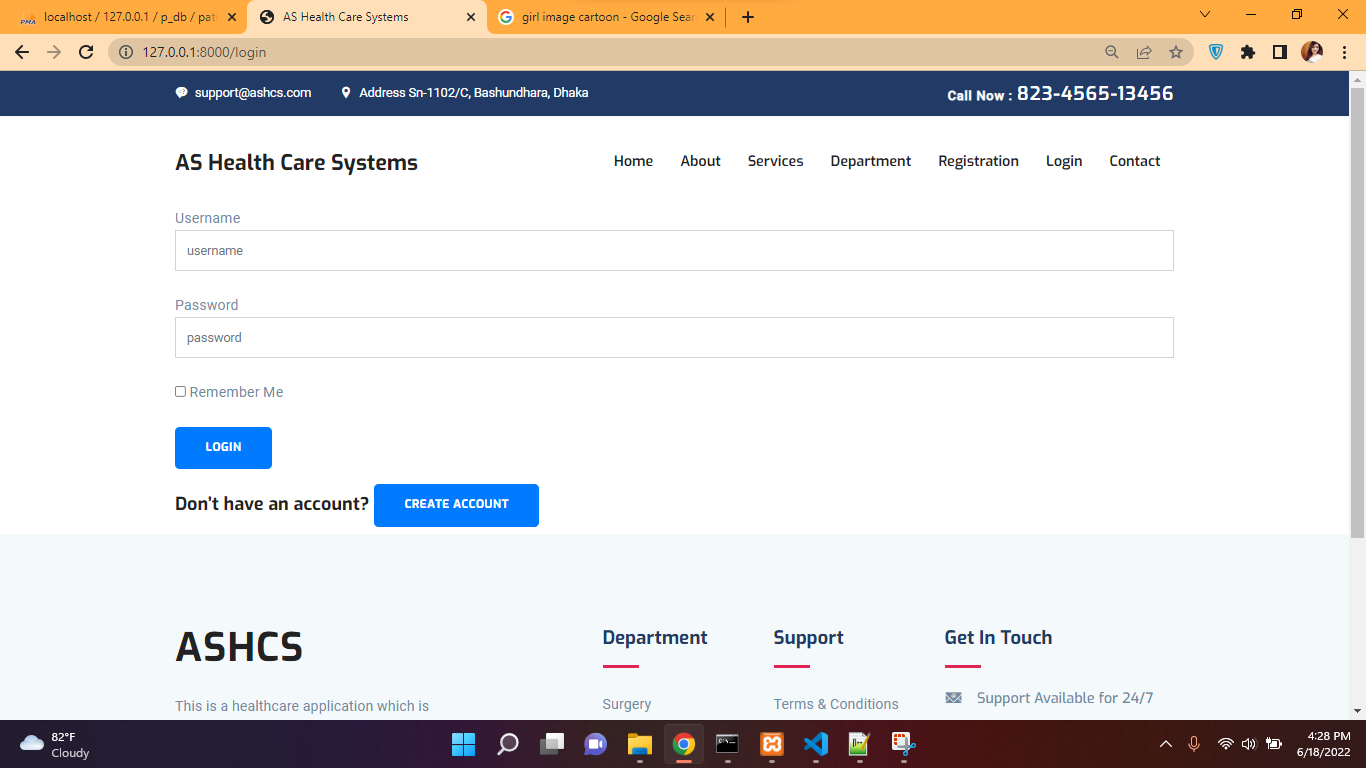 localhost / 127.0.0.1 / p_db / pati
AS Health Care Systems
girl image cartoon - Google Sear
127.0.0.1:8000/login
support@ashcs.com
Address Sn-1102/C, Bashundhara, Dhaka
Call Now : 823-4565-13456
AS Health Care Systems
Home About Services Department Registration Login Contact
Username
username
Password
password
Remember Me
LOGIN
Don't have an account? CREATE ACCOUNT
ASHCS
Department
Support
Get In Touch
This is a healthcare application which is
Surgery
Terms & Conditions
Support Available for 24/7
82°F
Cloudy
4:28 PM
6/18/2022